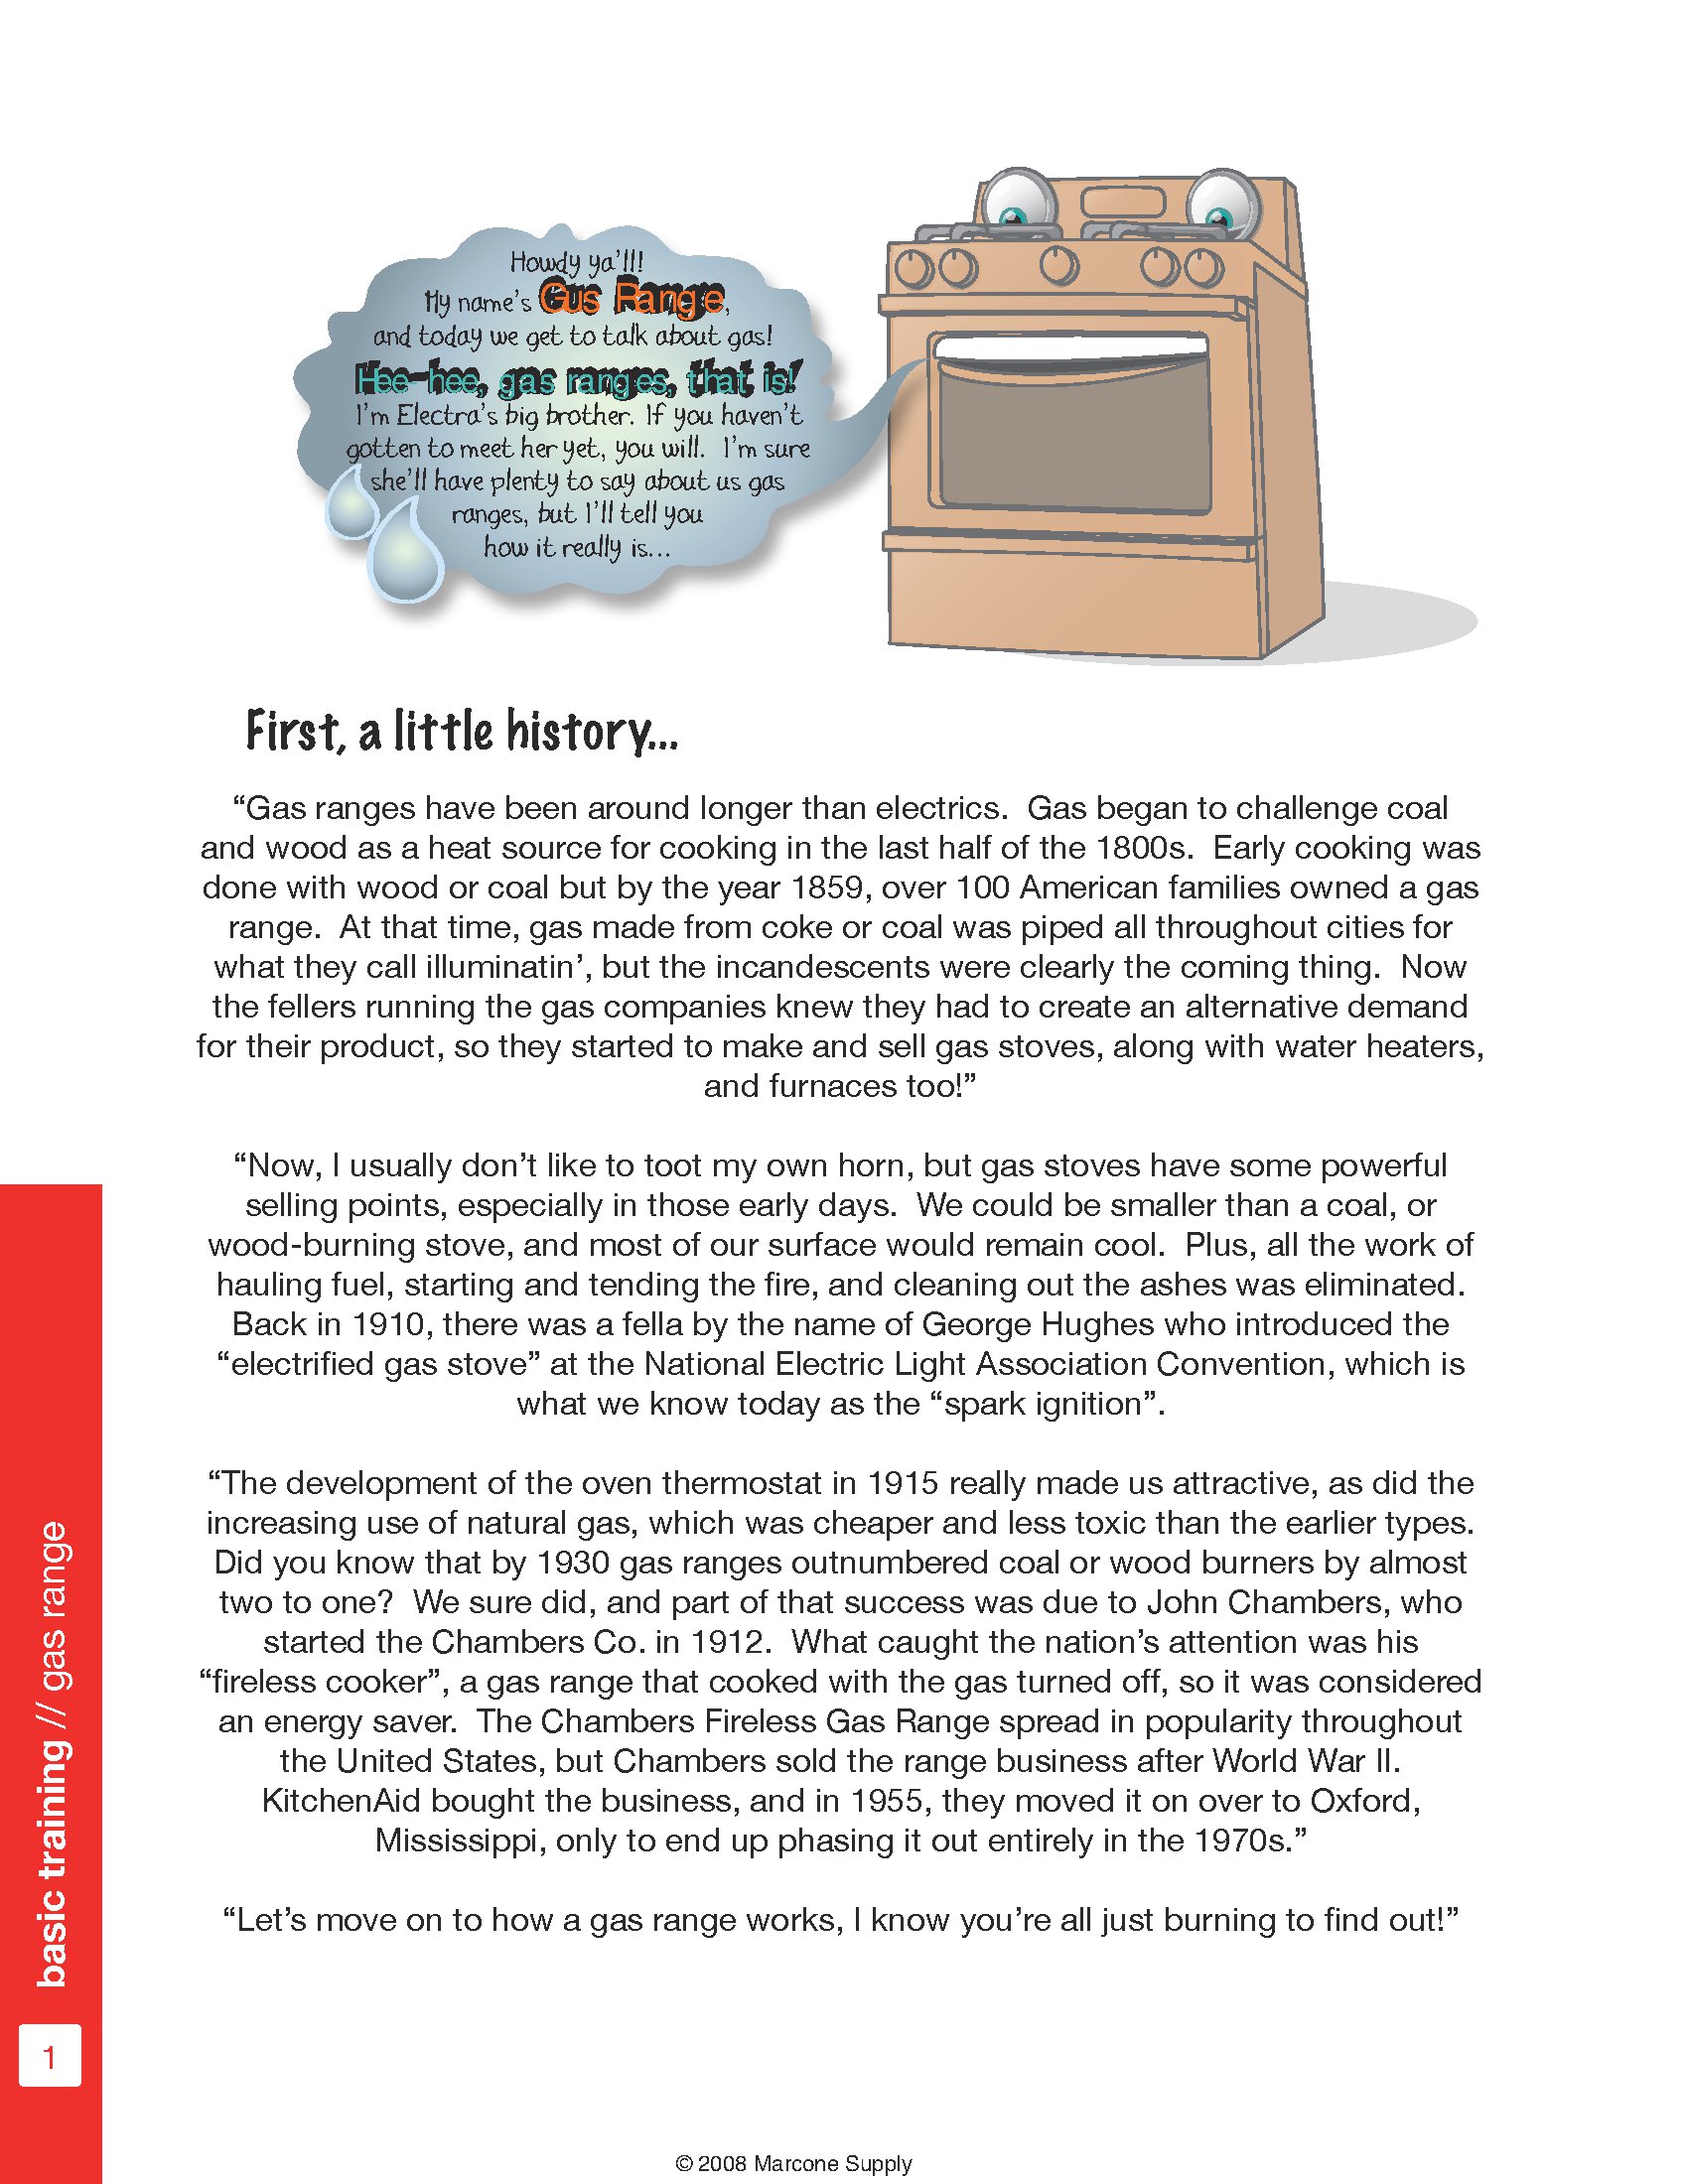 Howdy ya'll!
My name's Gus Range,
and today we get to talk about gas!
Hee-hee, gas ranges, that is!
I'm Electra's big brother. If you haven't
gotten to meet her yet, you will.  I'm sure
she'll have plenty to say about us gas
ranges, but I'll tell you
how it really is...
First, a little history...
“Gas ranges have been around longer than electrics.  Gas began to challenge coal
and wood as a heat source for cooking in the last half of the 1800s.  Early cooking was
done with wood or coal but by the year 1859, over 100 American families owned a gas
range.  At that time, gas made from coke or coal was piped all throughout cities for
what they call illuminatin’, but the incandescents were clearly the coming thing.  Now
the fellers running the gas companies knew they had to create an alternative demand
for their product, so they started to make and sell gas stoves, along with water heaters,
and furnaces too!”
“Now, I usually don’t like to toot my own horn, but gas stoves have some powerful
selling points, especially in those early days.  We could be smaller than a coal, or
wood-burning stove, and most of our surface would remain cool.  Plus, all the work of
hauling fuel, starting and tending the fire, and cleaning out the ashes was eliminated.
Back in 1910, there was a fella by the name of George Hughes who introduced the
“electrified gas stove” at the National Electric Light Association Convention, which is
what we know today as the “spark ignition”.
“The development of the oven thermostat in 1915 really made us attractive, as did the
increasing use of natural gas, which was cheaper and less toxic than the earlier types.
Did you know that by 1930 gas ranges outnumbered coal or wood burners by almost
two to one?  We sure did, and part of that success was due to John Chambers, who
started the Chambers Co. in 1912.  What caught the nation’s attention was his
“fireless cooker”, a gas range that cooked with the gas turned off, so it was considered
an energy saver.  The Chambers Fireless Gas Range spread in popularity throughout
the United States, but Chambers sold the range business after World War II.
KitchenAid bought the business, and in 1955, they moved it on over to Oxford,
Mississippi, only to end up phasing it out entirely in the 1970s.”
“Let’s move on to how a gas range works, I know you’re all just burning to find out!”
basic training // gas range
1
© 2008 Marcone Supply